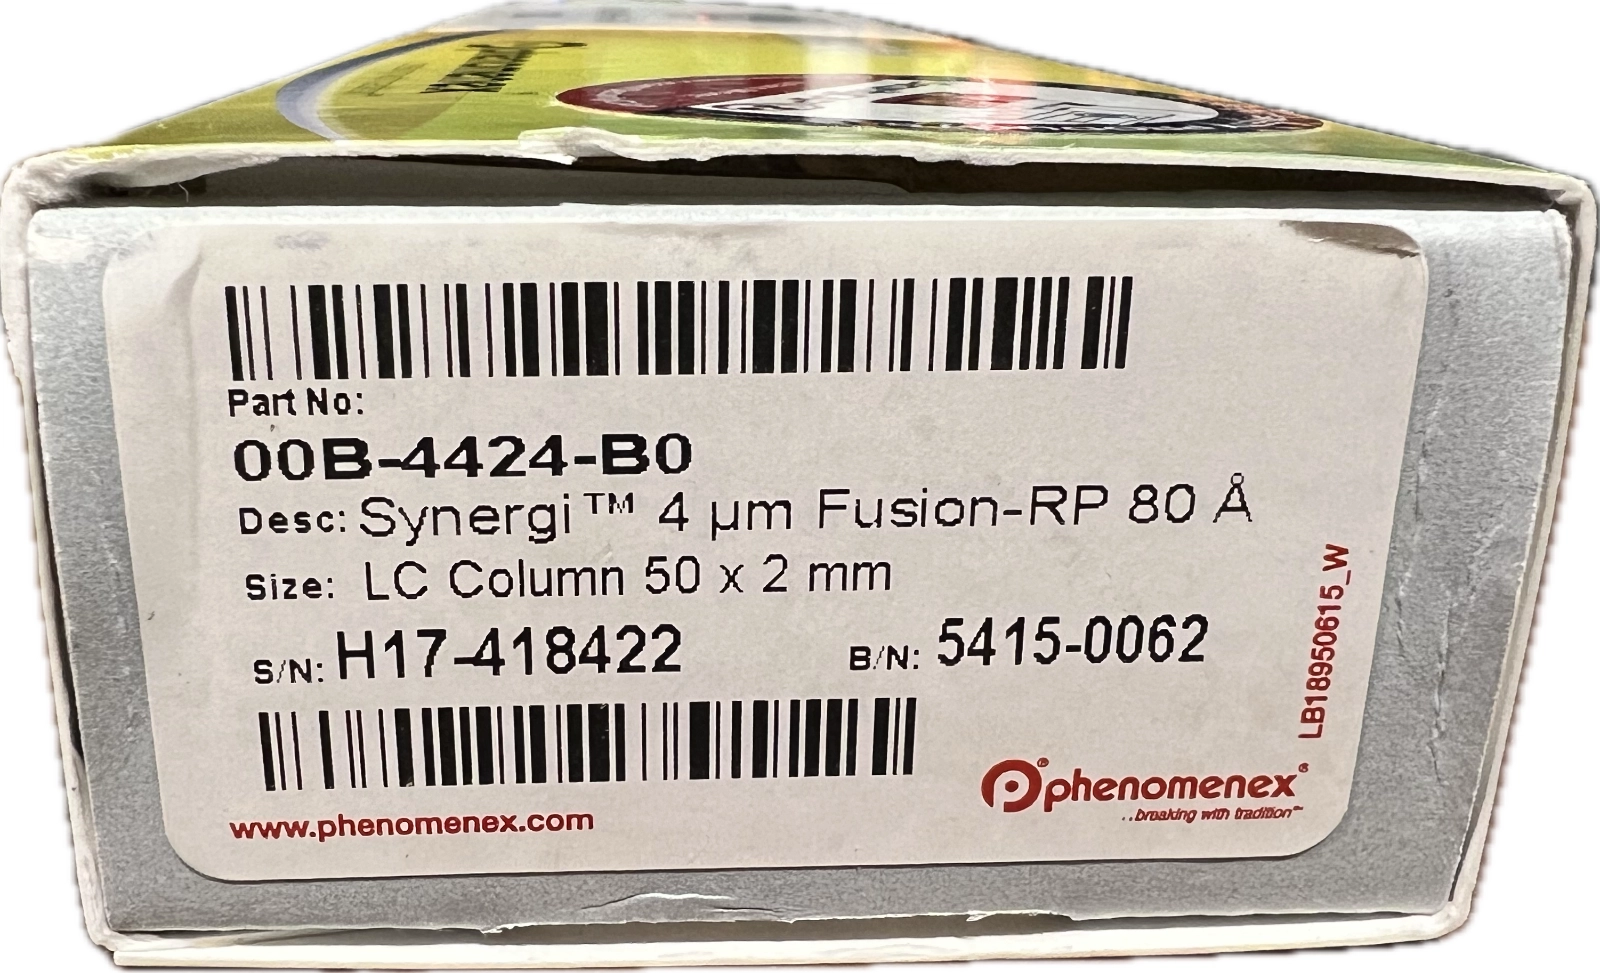 Part No:
00B-4424-B0
Desc: Synergi™ 4 µm Fusion-RP 80 Å
Size: LC Column 50 x 2 mm
S/N: H17-418422 B/N: 5415-0062
LB18950615_W
phenomenex®
...breaking with tradition™
www.phenomenex.com